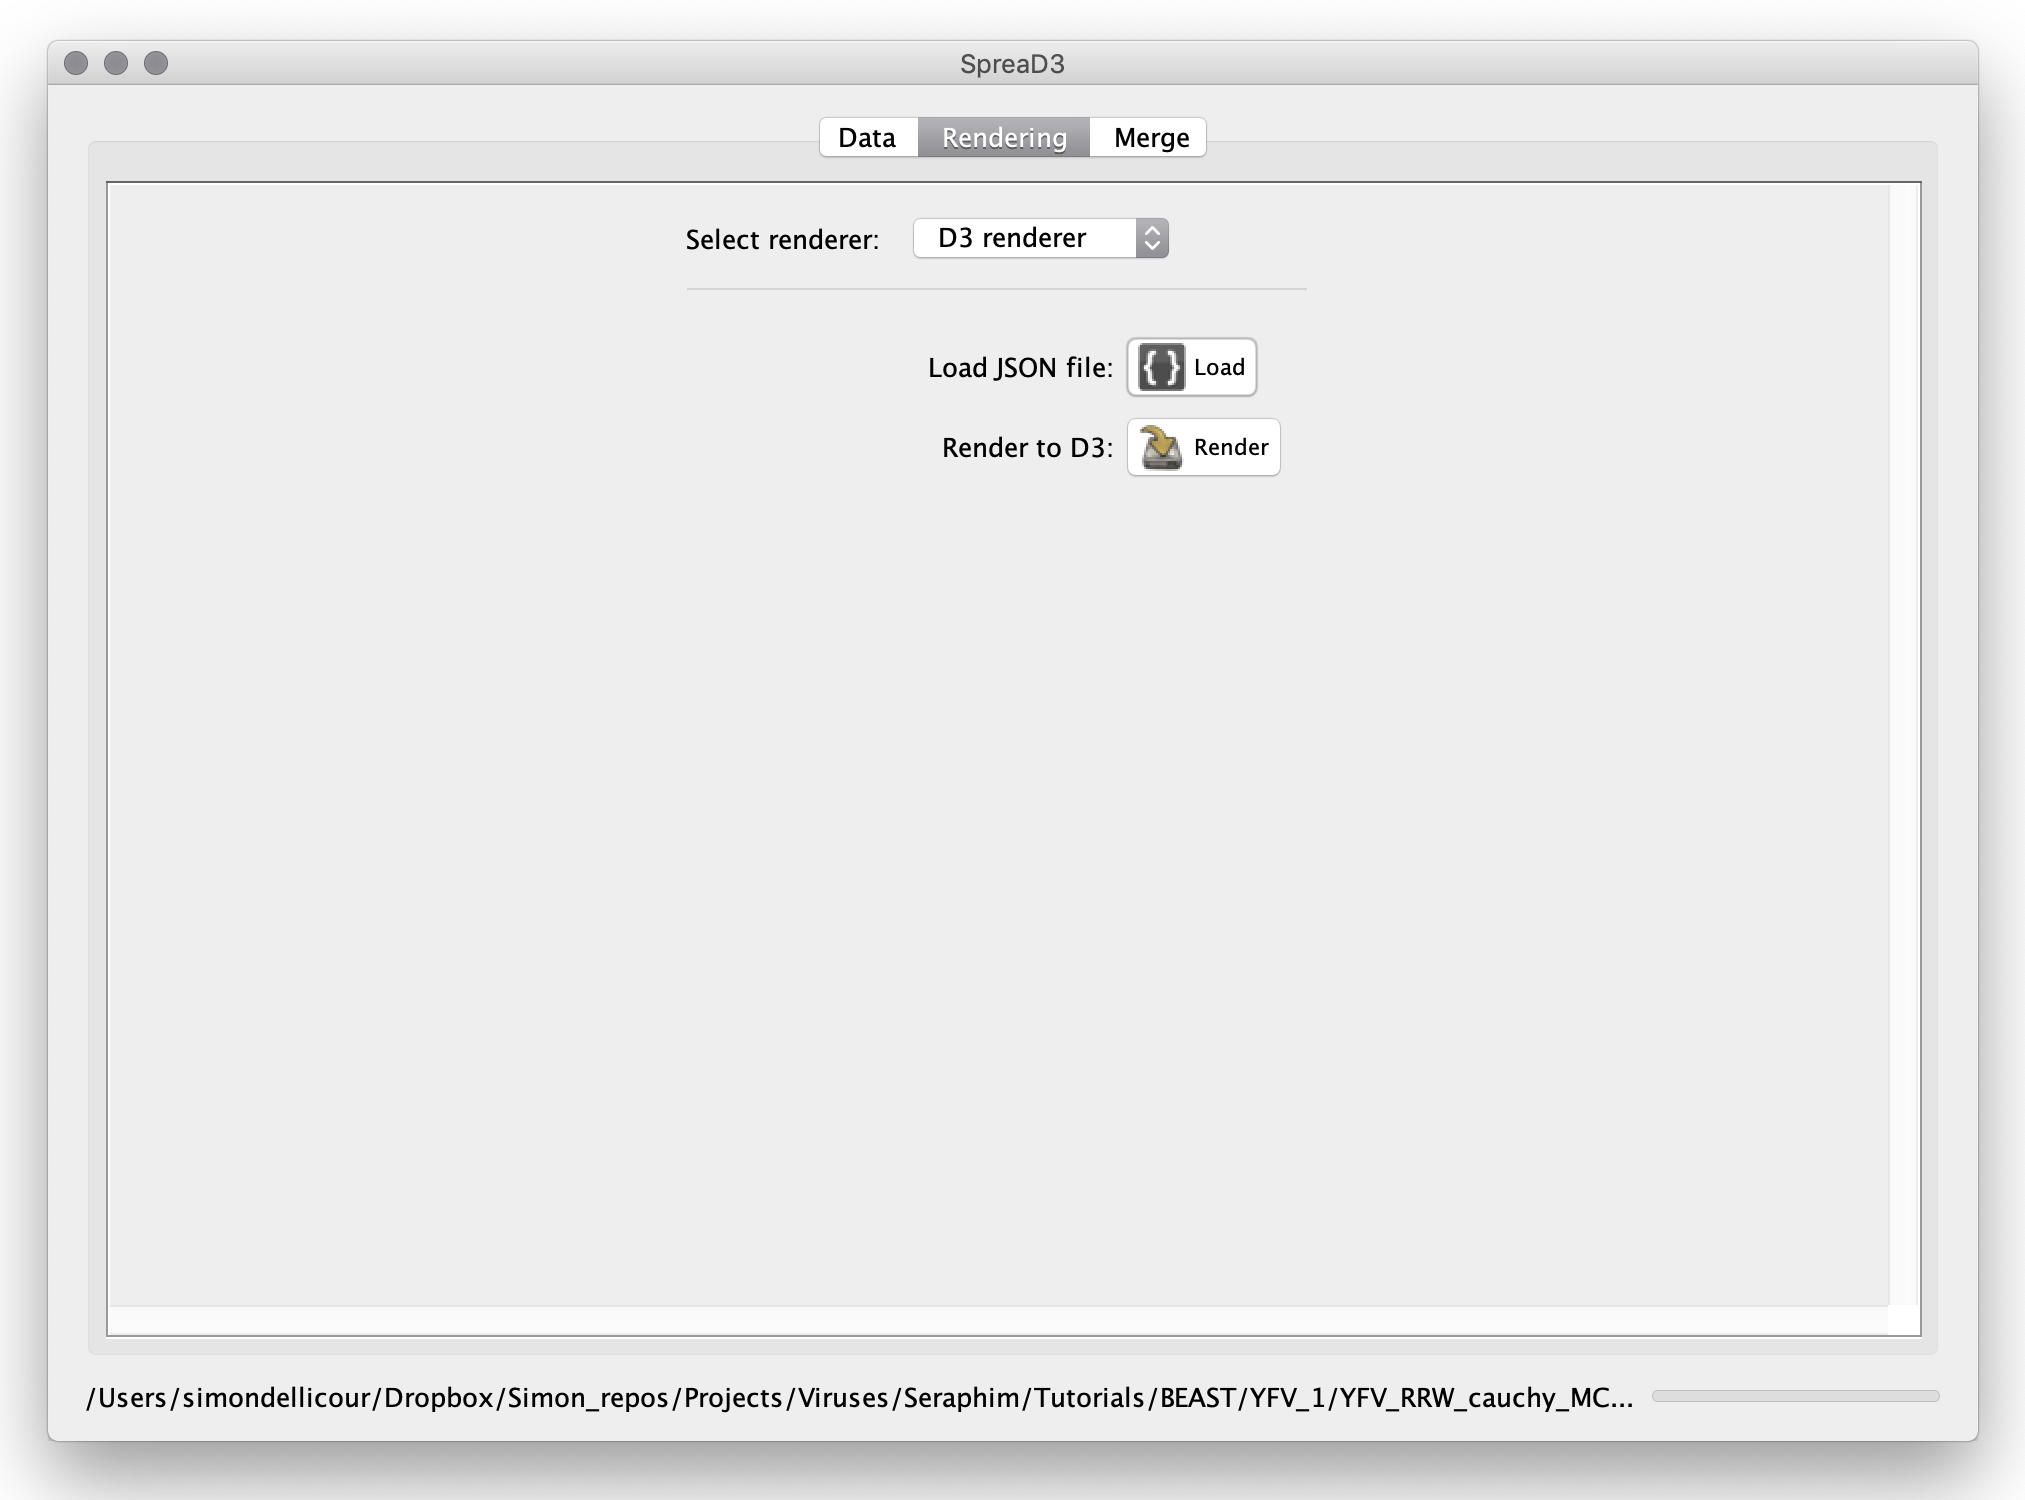 SpreaD3
Data Rendering Merge
Select renderer: D3 renderer
Load JSON file: {} Load
Render to D3: Render
/Users/simondellicour/Dropbox/Simon_repos/Projects/Viruses/Seraphim/Tutorials/BEAST/YFV_1/YFV_RRW_cauchy_MC...